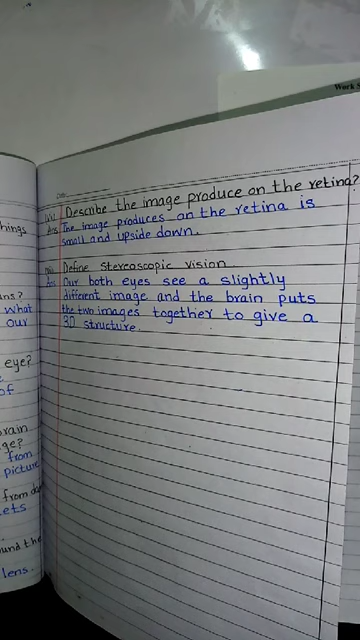 Work S
Date
Describe the image produce on the retina?
Ans The image produces on the retina is
small and upside down.
Define Stereoscopic vision
Ans Our both eyes see a slightly
different image and the brain puts
the two images together to give a
3D structure.
hings
ans?
what
our
eye?
of
rain
ge?
from
picture
from
ets
und the
lens.